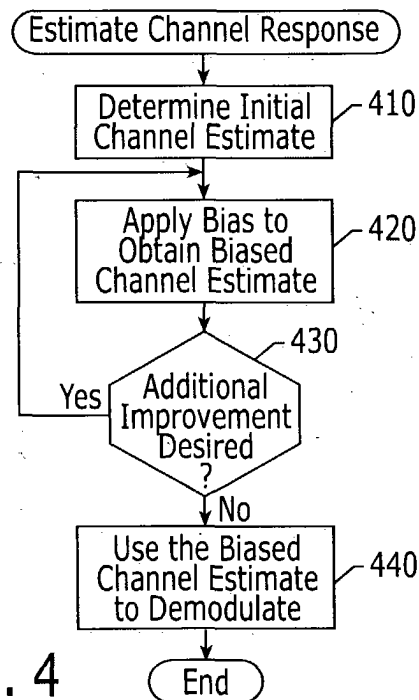 Estimate Channel Response
Determine Initial
Channel Estimate
410
Apply Bias to
Obtain Biased
Channel Estimate
420
430
Additional
Improvement
Desired
?
Yes
No
Use the Biased
Channel Estimate
to Demodulate
440
. 4
End